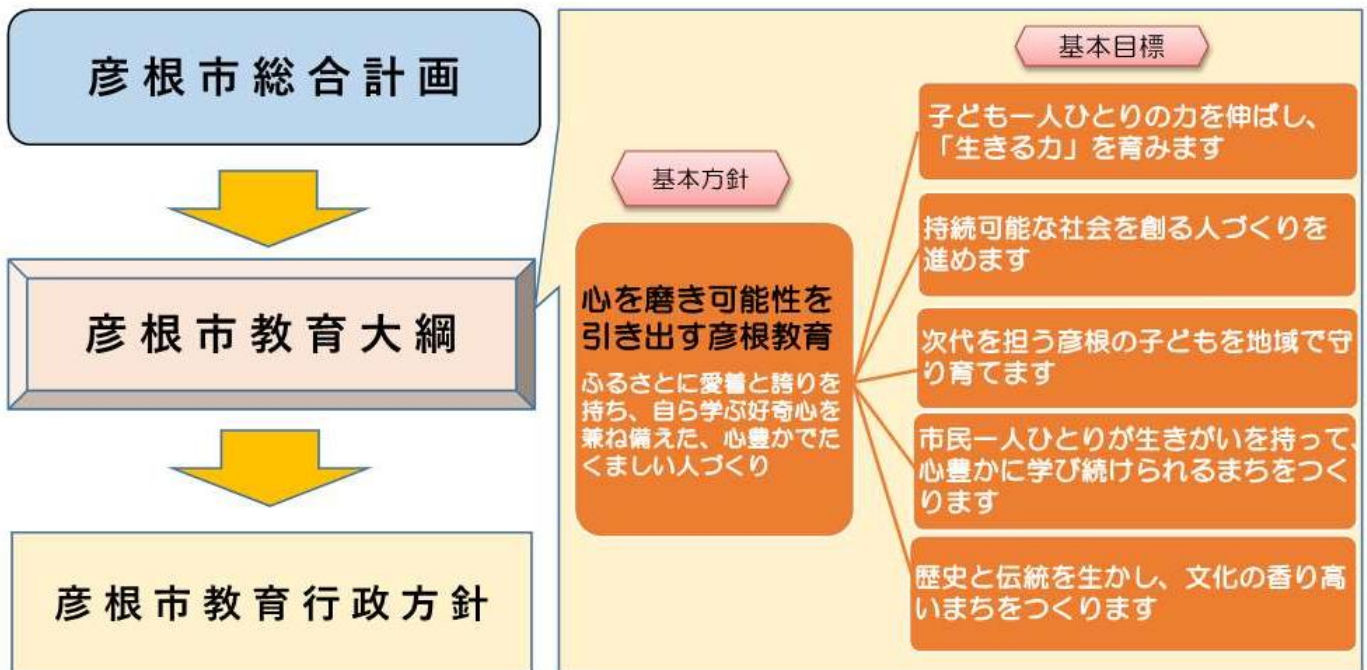 彦根市総合計画
彦根市教育大綱
彦根市教育行政方針
基本方針
心を磨き可能性を
引き出す彦根教育
ふるさとに愛着と誇りを
持ち、自ら学ぶ好奇心を
兼ね備えた、心豊かでた
くましい人づくり
基本目標
子ども一人ひとりの力を伸ばし、
「生きる力」を育みます
持続可能な社会を創る人づくりを
進めます
次代を担う彦根の子どもを地域で守
り育てます
市民一人ひとりが生きがいを持って、
心豊かに学び続けられるまちをつく
ります
歴史と伝統を生かし、文化の香り高
いまちをつくります